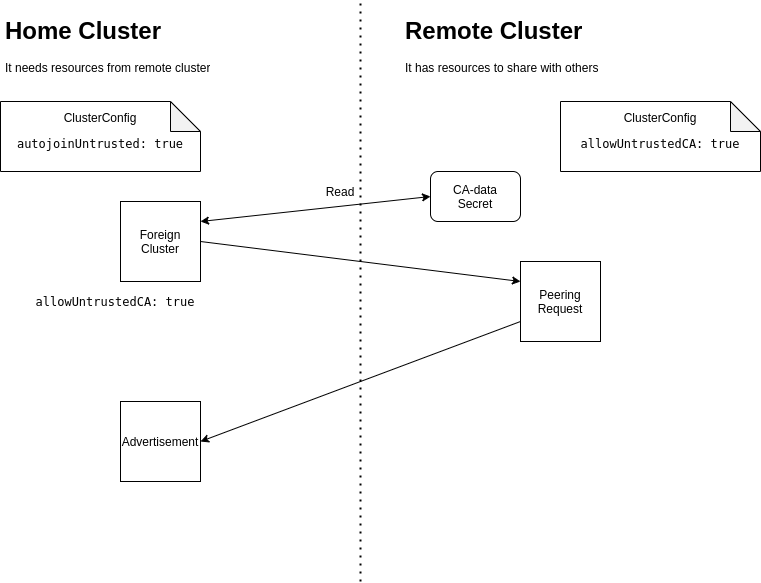 Home Cluster
Remote Cluster
It needs resources from remote cluster
It has resources to share with others
ClusterConfig
autojoinUntrusted: true
ClusterConfig
allowUntrustedCA: true
Read
CA-data
Secret
Foreign
Cluster
allowUntrustedCA: true
Peering
Request
Advertisement